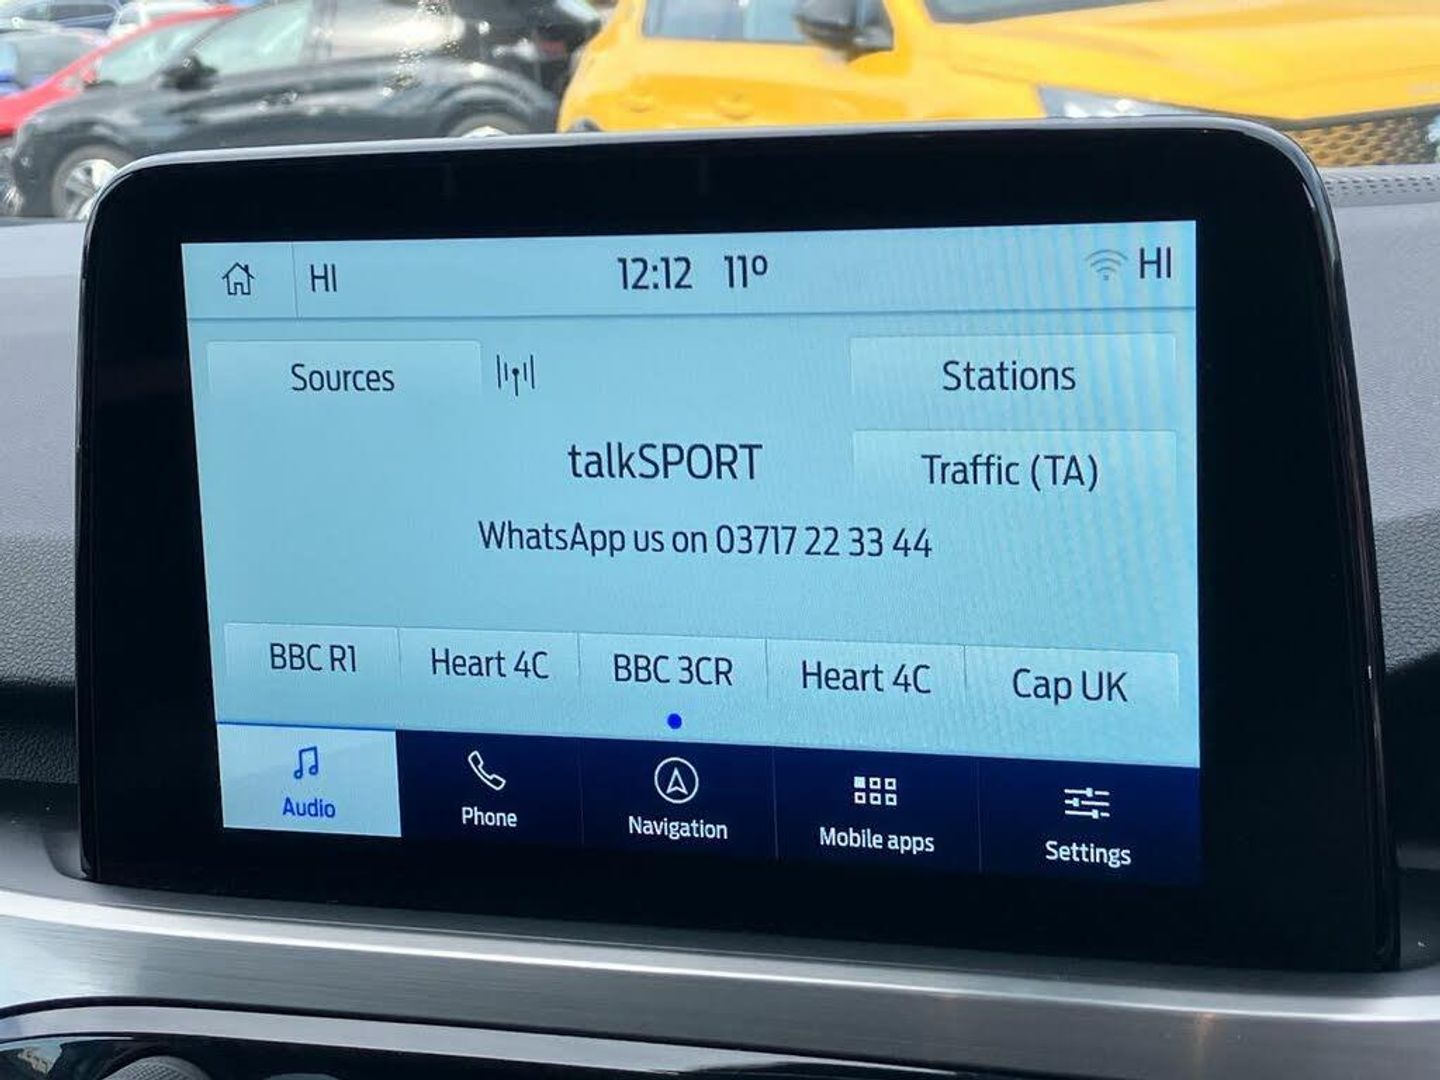 HI 12:12 11º HI
Sources Stations
talkSPORT Traffic (TA)
WhatsApp us on 03717 22 33 44
BBC R1 Heart 4C BBC 3CR Heart 4C Cap UK
Audio Phone Navigation Mobile apps Settings